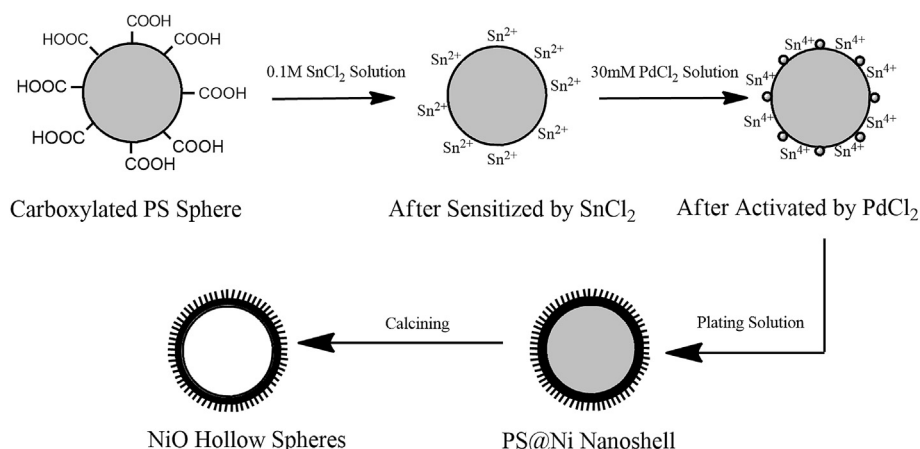 COOH
HOOC
COOH
HOOC
COOH
HOOC
COOH
COOH
0.1M SnCl₂ Solution
Sn²⁺
Sn²⁺
Sn²⁺
Sn²⁺
Sn²⁺
Sn²⁺
Sn²⁺
Sn²⁺
30mM PdCl₂ Solution
Sn⁴⁺
Sn⁴⁺
Sn⁴⁺
Sn⁴⁺
Sn⁴⁺
Sn⁴⁺
Sn⁴⁺
Sn⁴⁺
Carboxylated PS Sphere
After Sensitized by SnCl₂
After Activated by PdCl₂
Calcining
Plating Solution
NiO Hollow Spheres
PS@Ni Nanoshell